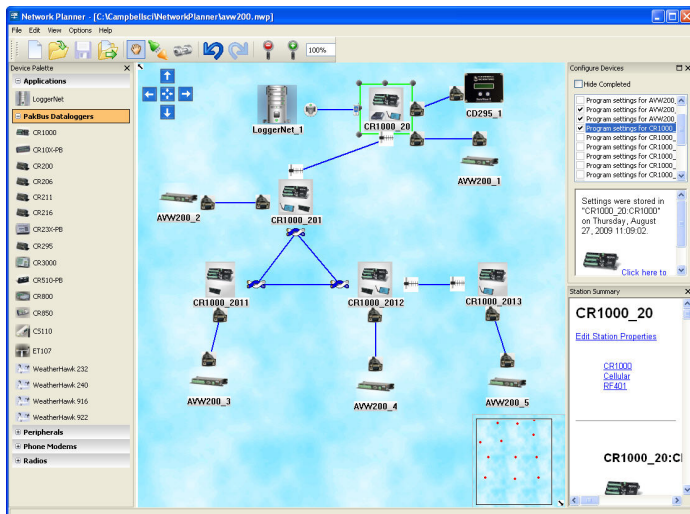 Network Planner - [C:\Campbellsci\NetworkPlanner\avw200.nwp]
File Edit View Options Help
100%
Device Palette
Applications
LoggerNet
PakBus Dataloggers
CR1000
CR10X-PB
CR200
CR206
CR211
CR216
CR23X-PB
CR295
CR3000
CR510-PB
CR800
CR850
CS110
ET107
WeatherHawk 232
WeatherHawk 240
WeatherHawk 916
WeatherHawk 922
Peripherals
Phone Modems
Radios
LoggerNet_1
CR1000_20
CD295_1
AVW200_1
AVW200_2
CR1000_201
CR1000_2011
CR1000_2012
CR1000_2013
AVW200_3
AVW200_4
AVW200_5
Configure Devices
Hide Completed
Program settings for AVW200_
Program settings for AVW200_
Program settings for AVW200_
Program settings for CR1000_
Program settings for CR1000_
Program settings for CR1000_
Program settings for CR1000_
Program settings for CR1000_
Settings were stored in
"CR1000_20:CR1000"
on Thursday, August
27, 2009 11:09:02.
Click here to
Station Summary
CR1000_20
Edit Station Properties
CR1000
Cellular
RF401
CR1000_20:C